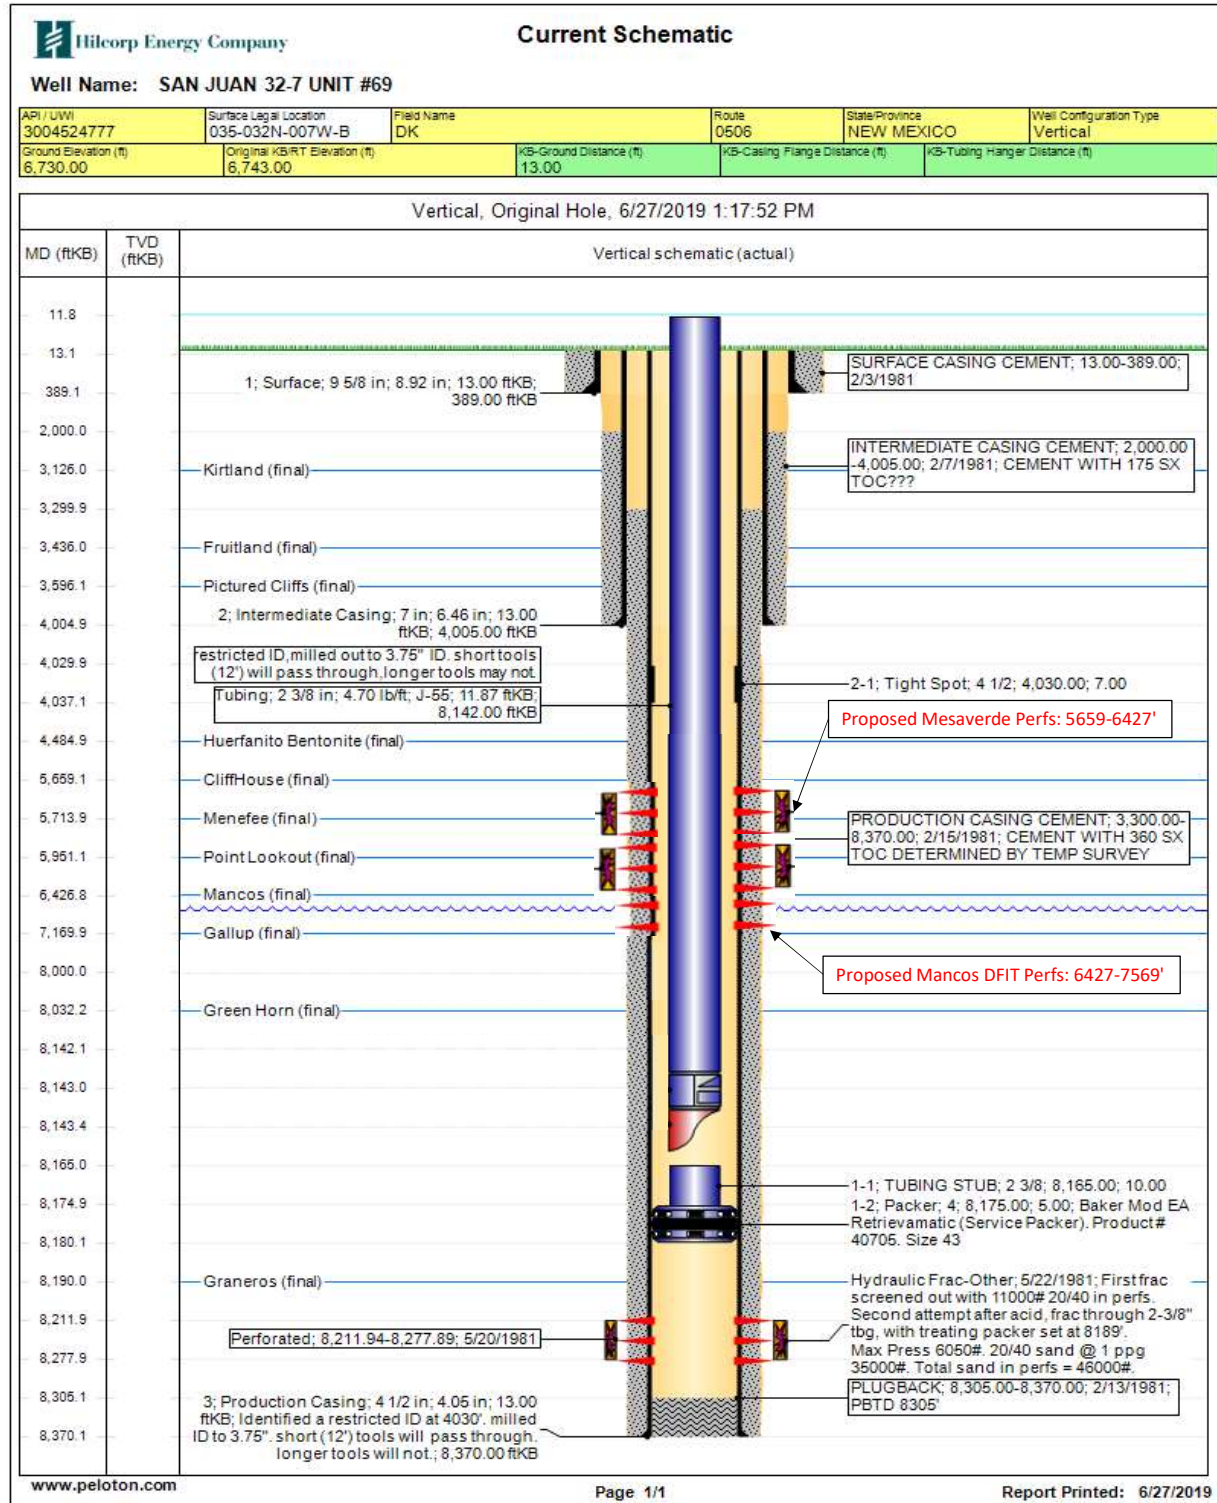 Hilcorp Energy Company
Current Schematic
Well Name: SAN JUAN 32-7 UNIT #69
API / UWI
3004524777
Surface Legal Location
035-032N-007W-B
Field Name
DK
Route
0506
State/Province
NEW MEXICO
Well Configuration Type
Vertical
Ground Elevation (ft)
6,730.00
Original KB/RT Elevation (ft)
6,743.00
KB-Ground Distance (ft)
13.00
KB-Casing Flange Distance (ft)
KB-Tubing Hanger Distance (ft)
Vertical, Original Hole, 6/27/2019 1:17:52 PM
MD (ftKB)
TVD
(ftKB)
Vertical schematic (actual)
11.8
13.1
389.1
2,000.0
3,126.0
3,299.9
3,436.0
3,596.1
4,004.9
4,029.9
4,037.1
4,484.9
5,659.1
5,713.9
5,951.1
6,426.8
7,169.9
8,000.0
8,032.2
8,142.1
8,143.0
8,143.4
8,165.0
8,174.9
8,180.1
8,190.0
8,211.9
8,277.9
8,305.1
8,370.1
1; Surface; 9 5/8 in; 8.92 in; 13.00 ftKB;
389.00 ftKB
SURFACE CASING CEMENT; 13.00-389.00;
2/3/1981
INTERMEDIATE CASING CEMENT; 2,000.00
-4,005.00; 2/7/1981; CEMENT WITH 175 SX
TOC???
Kirtland (final)
Fruitland (final)
Pictured Cliffs (final)
2; Intermediate Casing; 7 in; 6.46 in; 13.00
ftKB; 4,005.00 ftKB
restricted ID,milled out to 3.75" ID. short tools
(12') will pass through,longer tools may not.
Tubing; 2 3/8 in; 4.70 lb/ft; J-55; 11.87 ftKB;
8,142.00 ftKB
2-1; Tight Spot; 4 1/2; 4,030.00; 7.00
Proposed Mesaverde Perfs: 5659-6427'
Huerfanito Bentonite (final)
CliffHouse (final)
Menefee (final)
PRODUCTION CASING CEMENT; 3,300.00-
8,370.00; 2/15/1981; CEMENT WITH 360 SX
TOC DETERMINED BY TEMP SURVEY
Point Lookout (final)
Mancos (final)
Gallup (final)
Proposed Mancos DFIT Perfs: 6427-7569'
Green Horn (final)
1-1; TUBING STUB; 2 3/8; 8,165.00; 10.00
1-2; Packer; 4; 8,175.00; 5.00; Baker Mod EA
Retrievamatic (Service Packer). Product #
40705. Size 43
Graneros (final)
Hydraulic Frac-Other; 5/22/1981; First frac
screened out with 11000# 20/40 in perfs.
Second attempt after acid, frac through 2-3/8"
tbg, with treating packer set at 8189'.
Max Press 6050#. 20/40 sand @ 1 ppg
35000#. Total sand in perfs = 46000#.
Perforated; 8,211.94-8,277.89; 5/20/1981
PLUGBACK; 8,305.00-8,370.00; 2/13/1981;
PBTD 8305'
3; Production Casing; 4 1/2 in; 4.05 in; 13.00
ftKB; Identified a restricted ID at 4030'. milled
ID to 3.75". short (12') tools will pass through.
longer tools will not.; 8,370.00 ftKB
www.peloton.com
Page 1/1
Report Printed: 6/27/2019